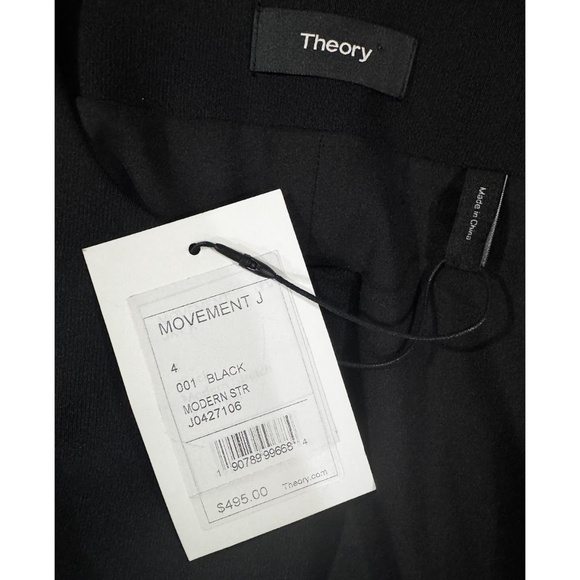 Theory
Made in China
MOVEMENT J
4
001 BLACK
MODERN STR
J0427106
1 90789 99668 4
$495.00 Theory.com